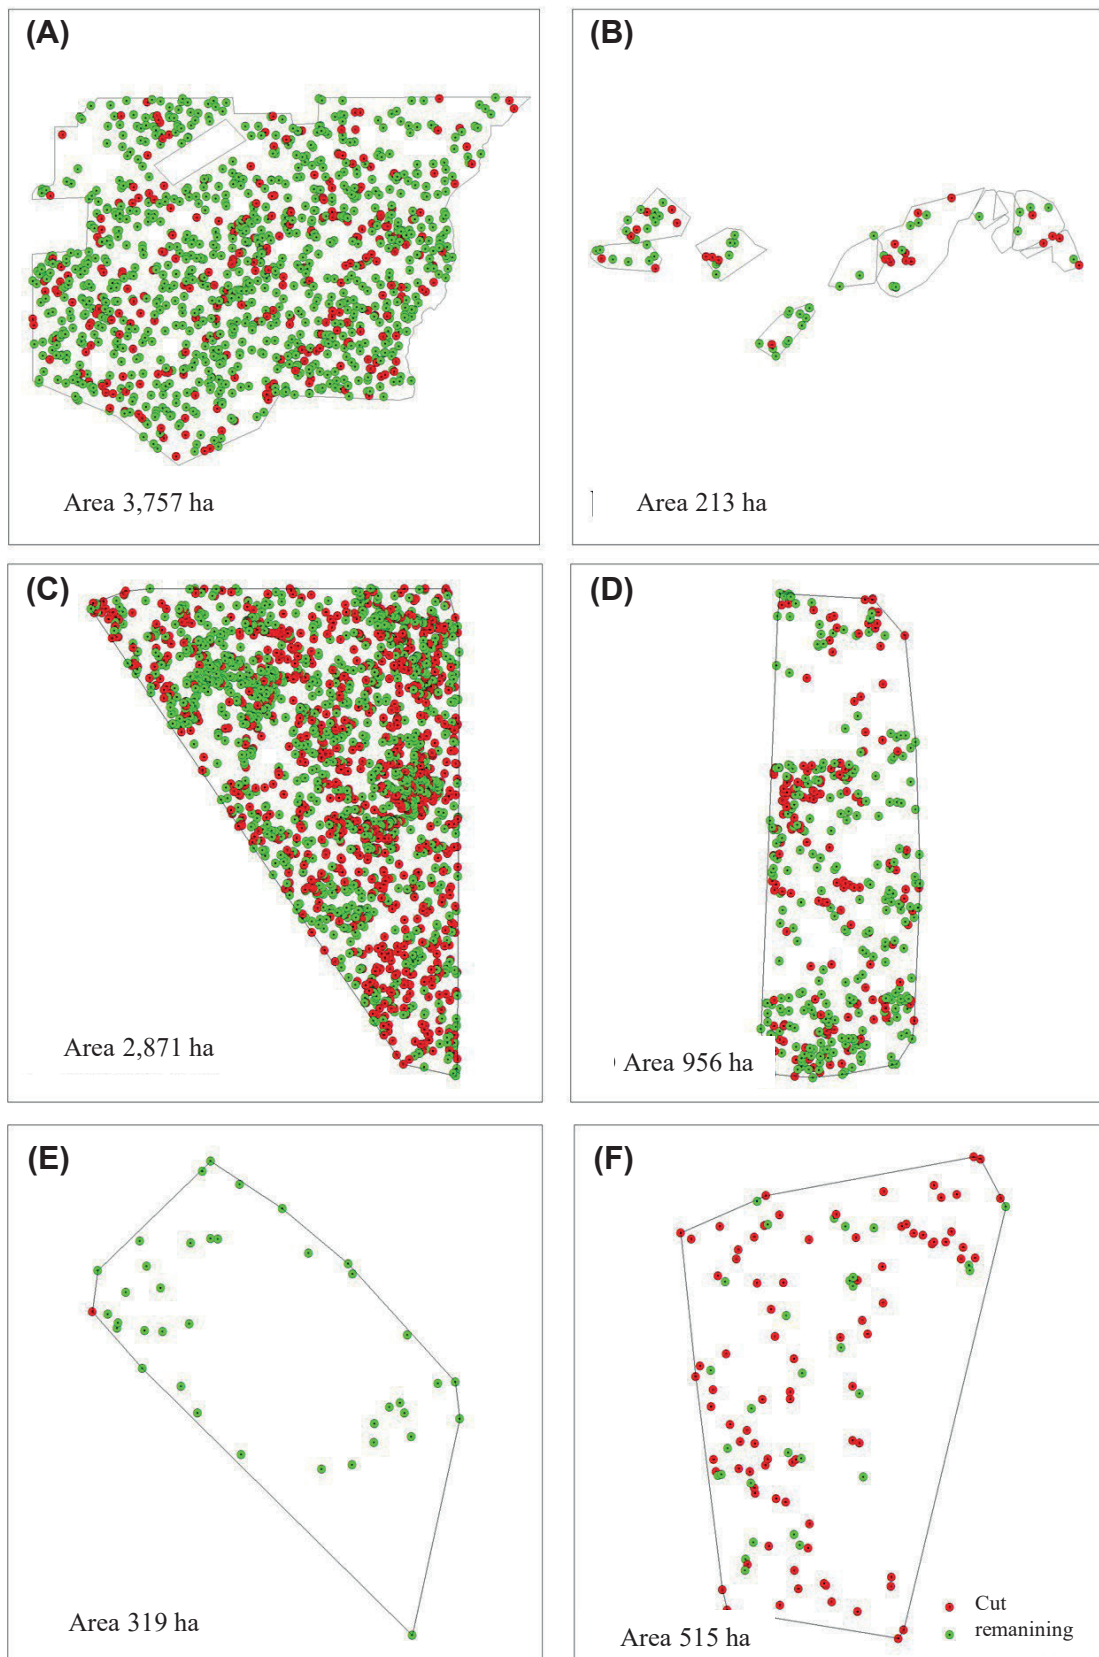 (A)
Area 3,757 ha
(B)
Area 213 ha
(C)
Area 2,871 ha
(D)
Area 956 ha
(E)
Area 319 ha
(F)
Area 515 ha
Cut
remanining